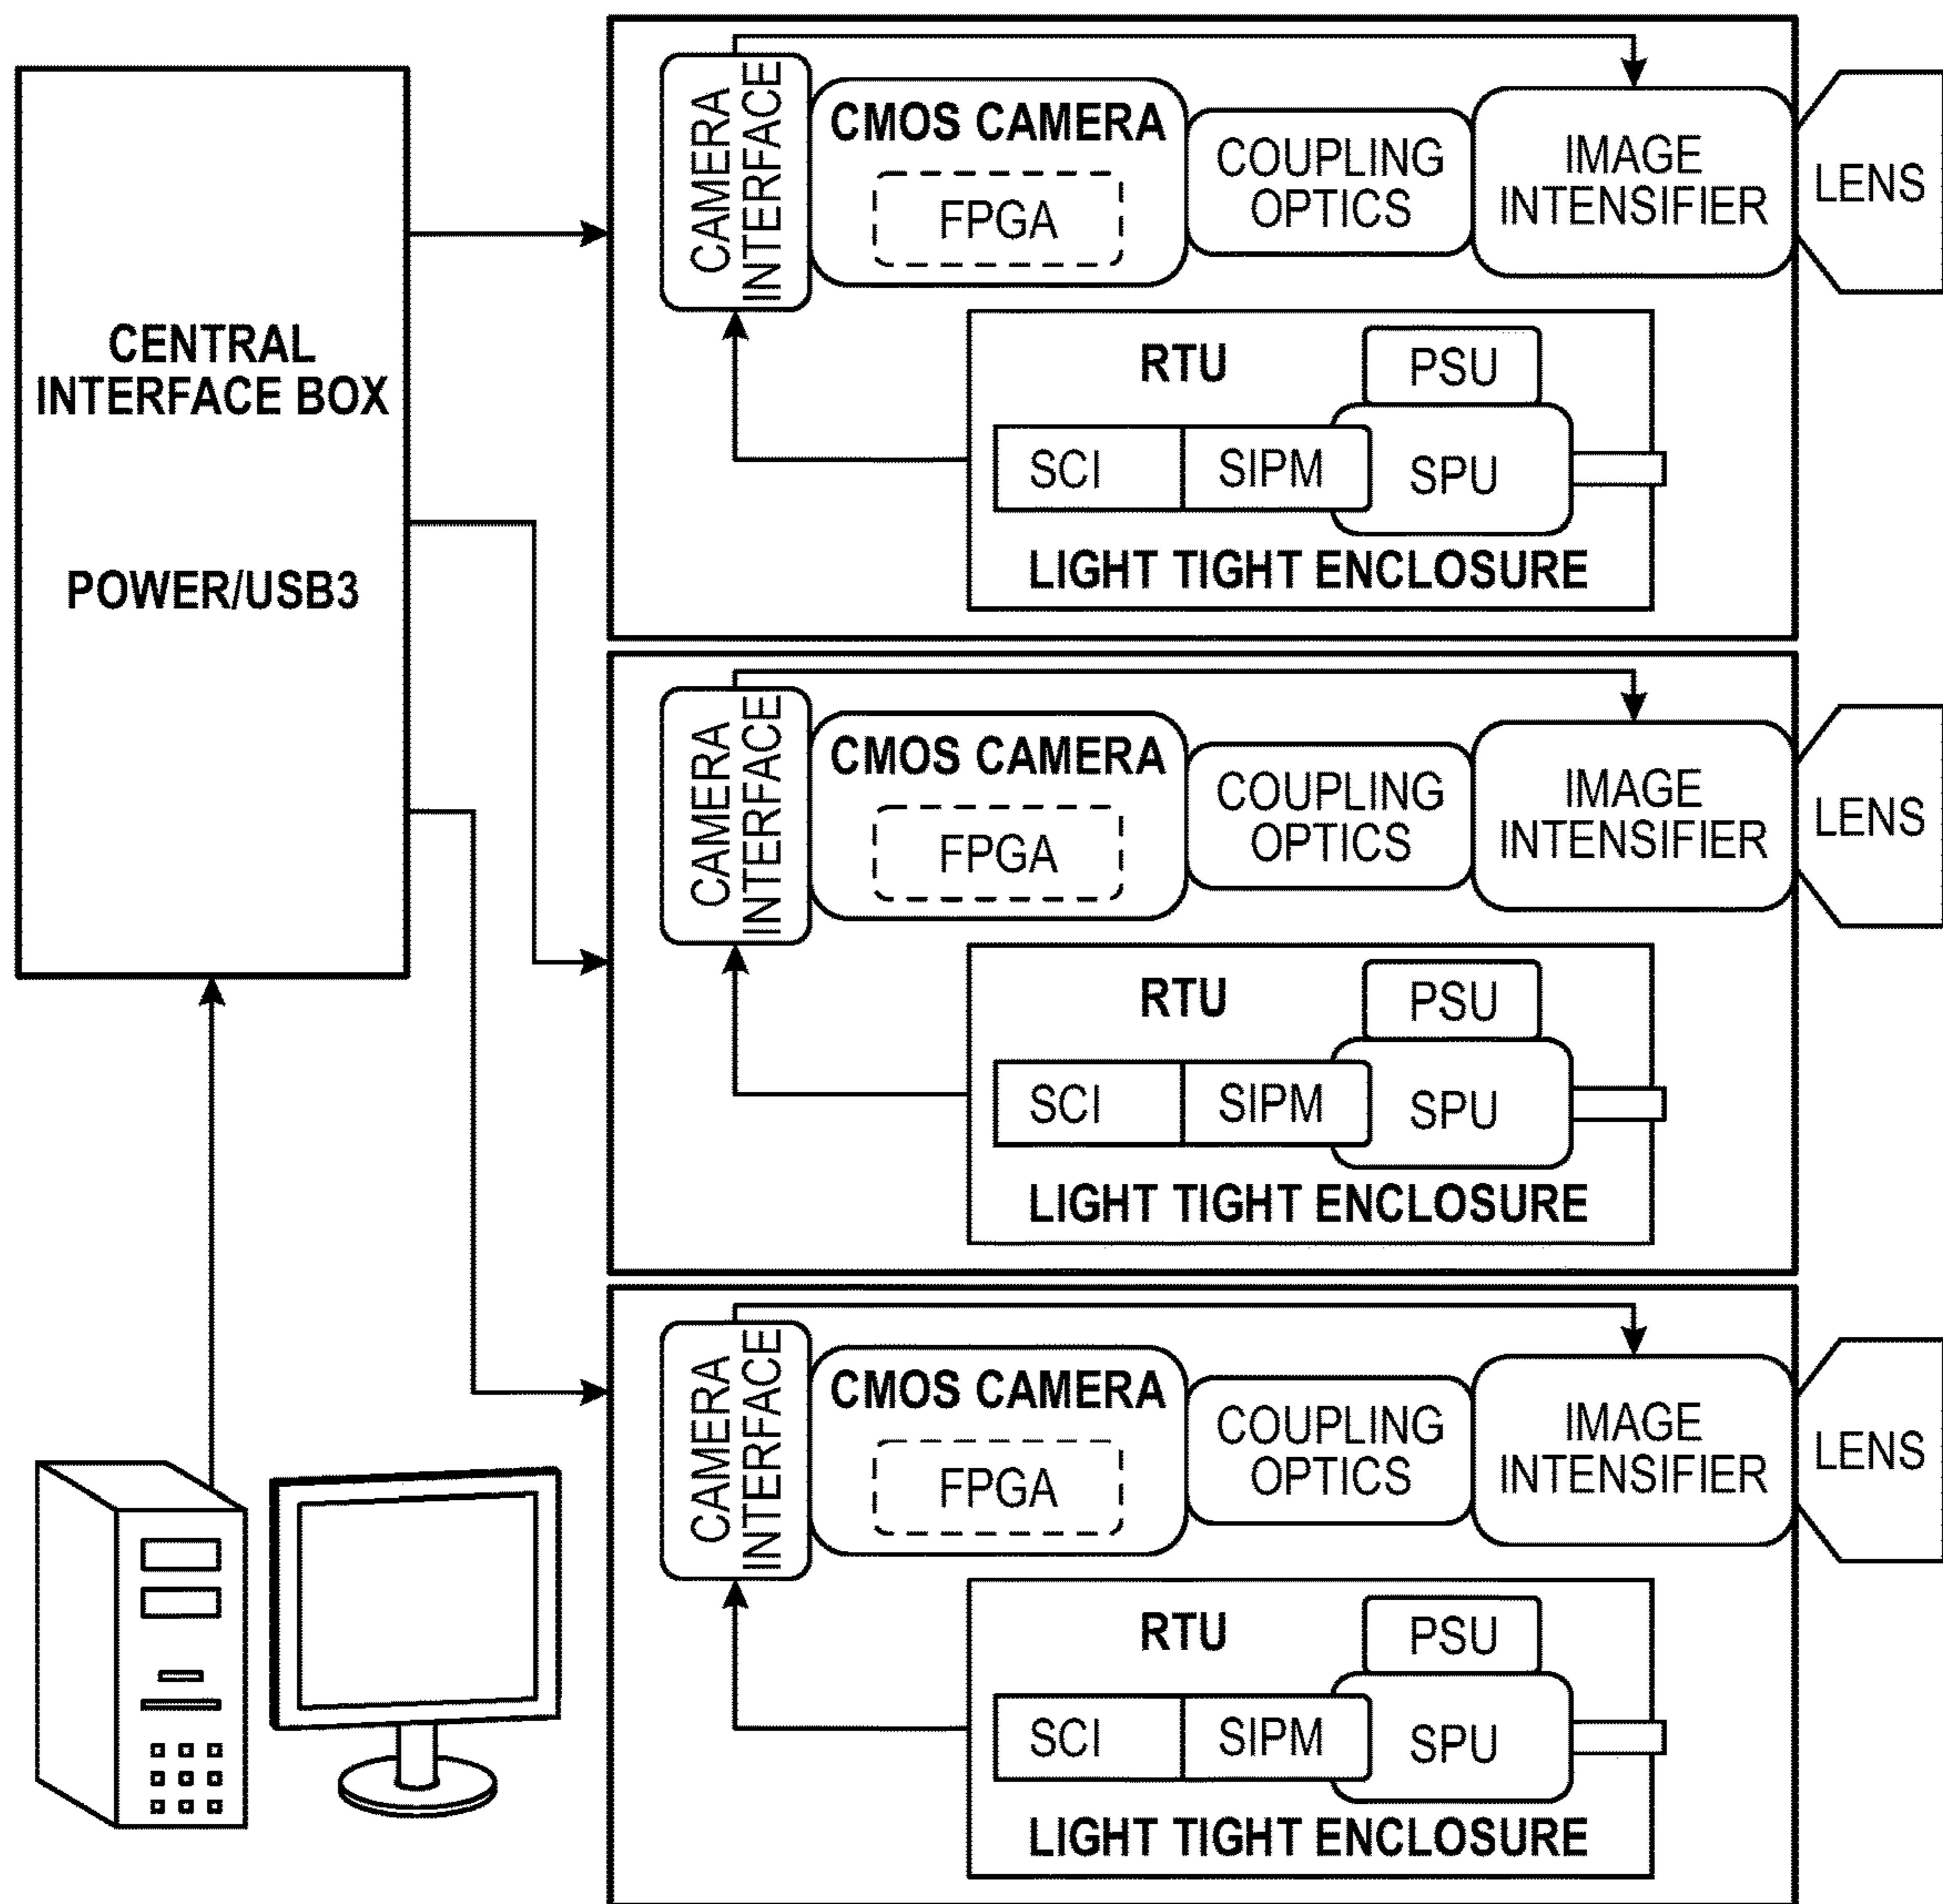 CENTRAL
INTERFACE BOX
POWER/USB3
CAMERA
INTERFACE
CMOS CAMERA
FPGA
COUPLING
OPTICS
IMAGE
INTENSIFIER
LENS
RTU
PSU
SCI
SIPM
SPU
LIGHT TIGHT ENCLOSURE
CAMERA
INTERFACE
CMOS CAMERA
FPGA
COUPLING
OPTICS
IMAGE
INTENSIFIER
LENS
RTU
PSU
SCI
SIPM
SPU
LIGHT TIGHT ENCLOSURE
CAMERA
INTERFACE
CMOS CAMERA
FPGA
COUPLING
OPTICS
IMAGE
INTENSIFIER
LENS
RTU
PSU
SCI
SIPM
SPU
LIGHT TIGHT ENCLOSURE